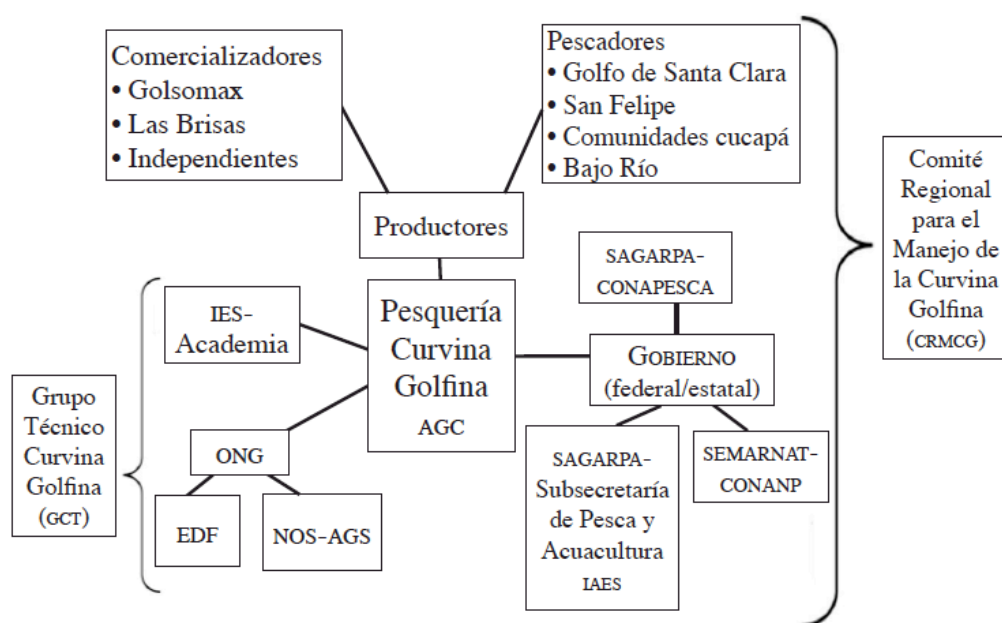 Comercializadores
• Golsomax
• Las Brisas
• Independientes
Pescadores
• Golfo de Santa Clara
• San Felipe
• Comunidades cucapá
• Bajo Río
Productores
Comité
Regional
para el
Manejo de
la Curvina
Golfina
(CRMCG)
SAGARPA-
CONAPESCA
IES-
Academia
Pesquería
Curvina
Golfina
AGC
GOBIERNO
(federal/estatal)
Grupo
Técnico
Curvina
Golfina
(GCT)
ONG
EDF
NOS-AGS
SAGARPA-
Subsecretaría
de Pesca y
Acuacultura
IAES
SEMARNAT-
CONANP